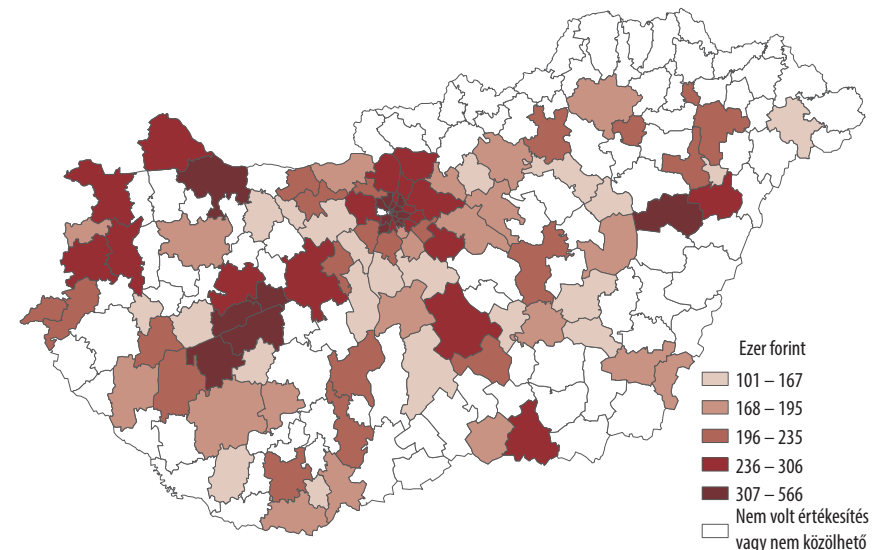 Ezer forint
101 – 167
168 – 195
196 – 235
236 – 306
307 – 566
Nem volt értékesítés
vagy nem közölhető